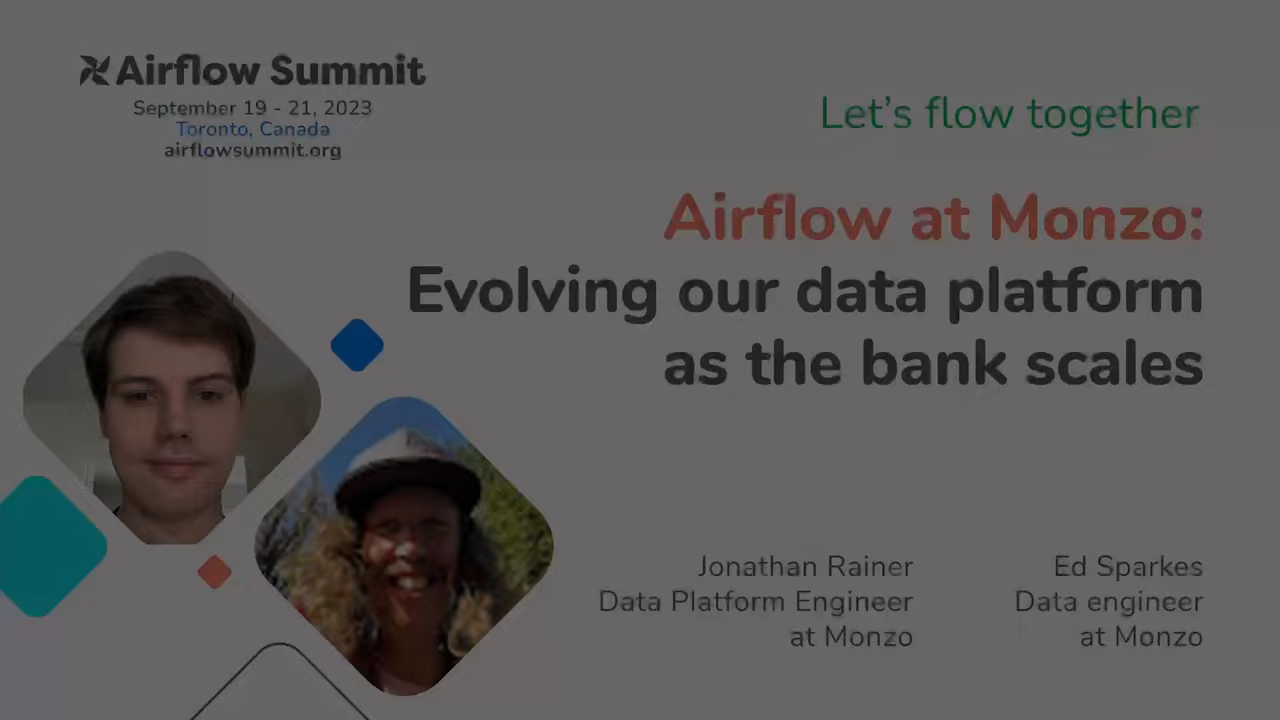 Airflow Summit
September 19 - 21, 2023
Toronto, Canada
airflowsummit.org
Let's flow together
Airflow at Monzo:
Evolving our data platform
as the bank scales
Jonathan Rainer
Data Platform Engineer
at Monzo
Ed Sparkes
Data engineer
at Monzo